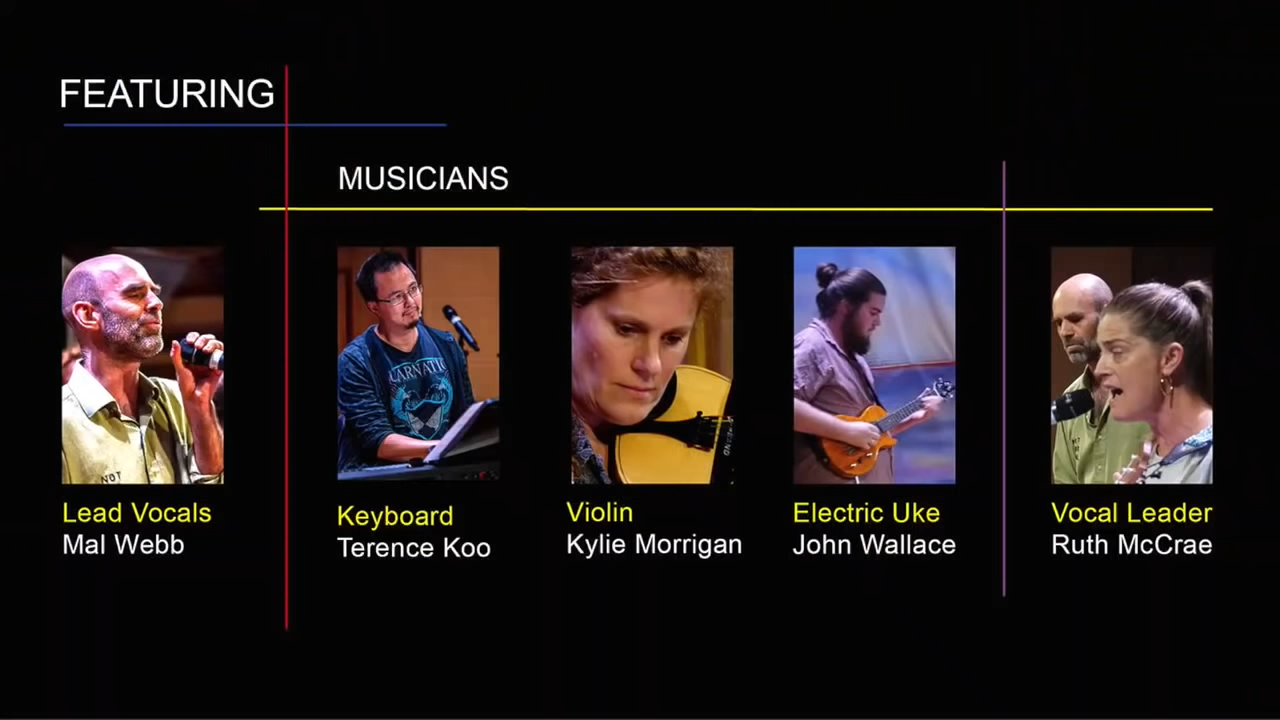 FEATURING
MUSICIANS
Lead Vocals
Mal Webb
Keyboard
Terence Koo
Violin
Kylie Morrigan
Electric Uke
John Wallace
Vocal Leader
Ruth McCrae
NOT